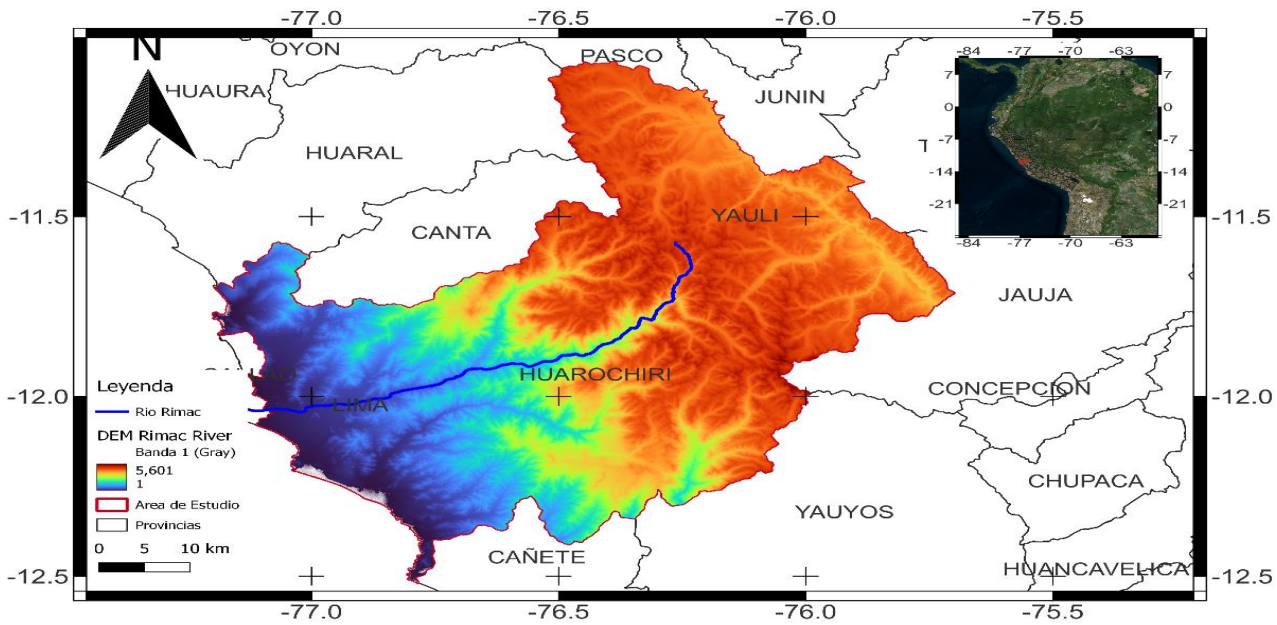 -77.0 -76.5 -76.0 -75.5
N
OYON
PASCO
HUAURA
JUNIN
HUARAL
-84 -77 -70 -63
7 7
0 0
-7 -7
T
-14 -14
-21 -21
-84 -77 -70 -63
-11.5 -11.5
YAULI
CANTA
JAUJA
HUAROCHIRI
CONCEPCION
-12.0 -12.0
LIMA
Leyenda
Rio Rimac
DEM Rimac River
Banda 1 (Gray)
5,601
1
Area de Estudio
Provincias
0 5 10 km
CHUPACA
YAUYOS
CAÑETE
HUANCAVELICA
-12.5 -12.5
-77.0 -76.5 -76.0 -75.5